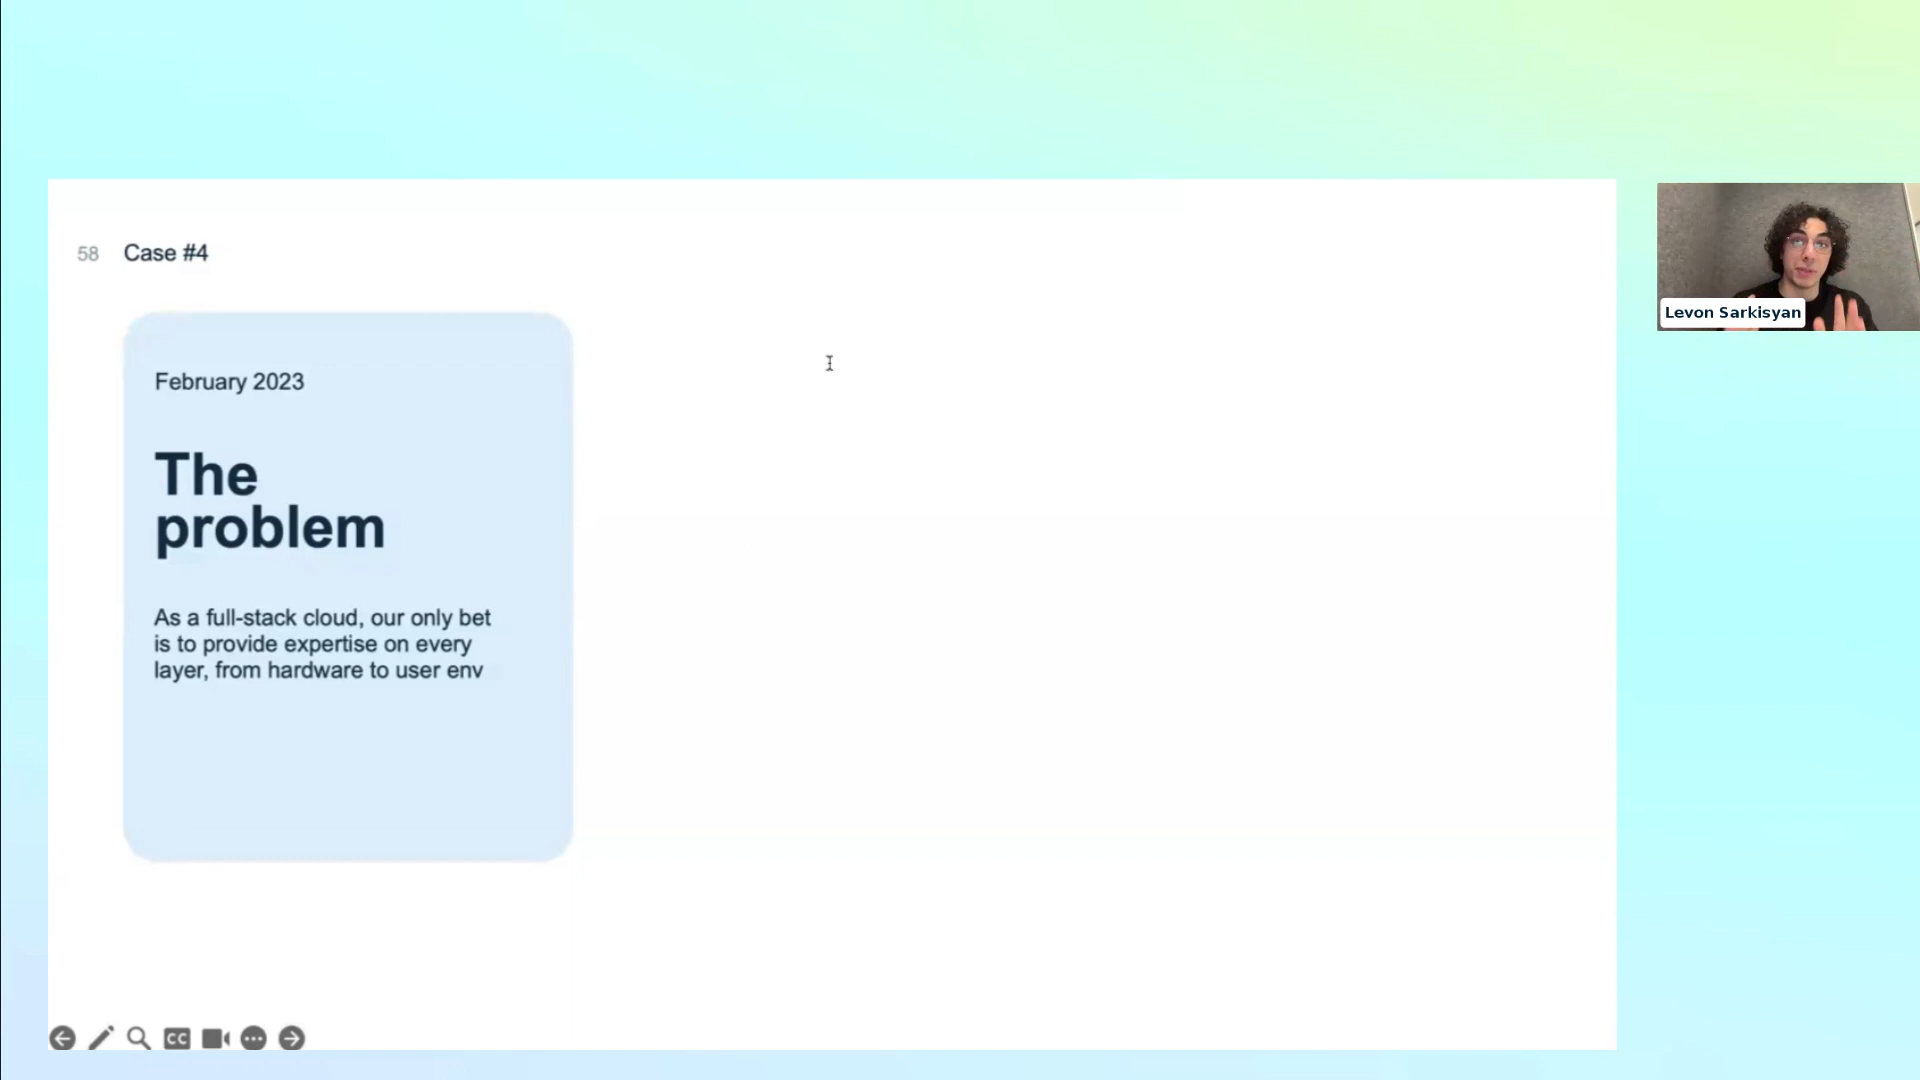 58 Case #4
February 2023
The
problem
As a full-stack cloud, our only bet
is to provide expertise on every
layer, from hardware to user env
Levon Sarkisyan
CC